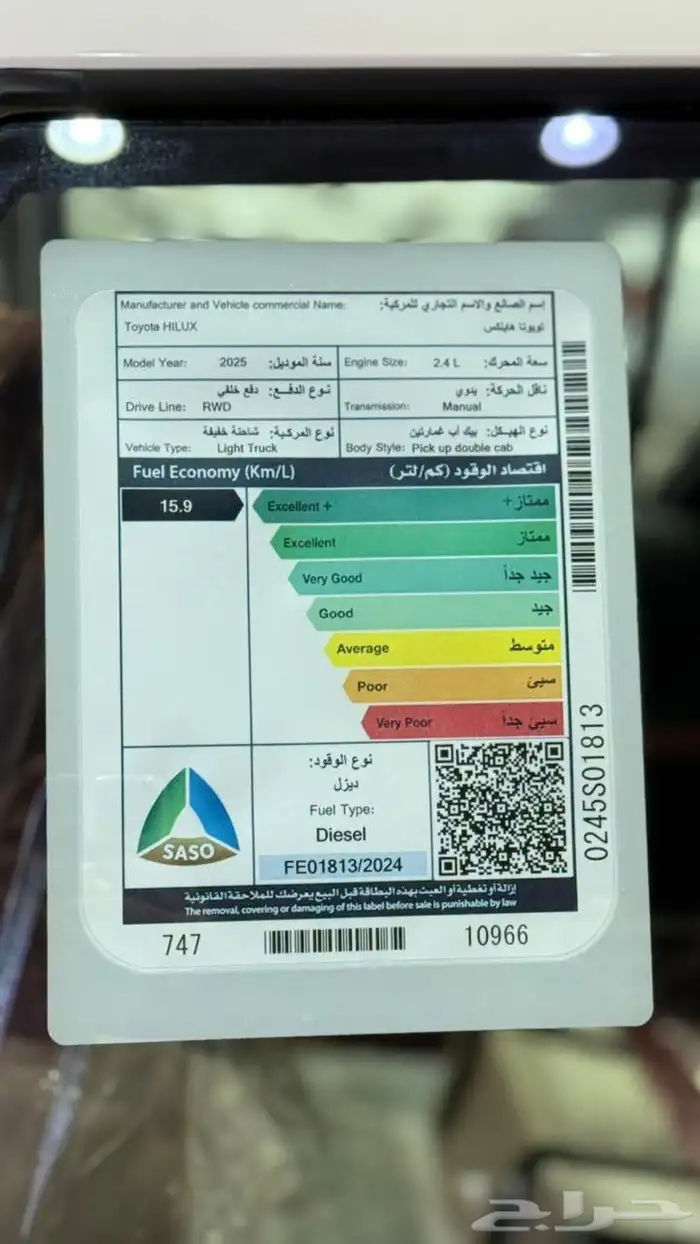 Manufacturer and Vehicle commercial Name: إسم الصانع والاسم التجاري للمركبة:
Toyota HILUX تويوتا هايلكس
Model Year: 2025 سنة الموديل: Engine Size: 2.4 L سعة المحرك:
نوع الدفع: دفع خلفي ناقل الحركة: يدوي
Drive Line: RWD Transmission: Manual
نوع المركبة: شاحنة خفيفة نوع الهيكل: بيك أب غمارتين
Vehicle Type: Light Truck Body Style: Pick up double cab
Fuel Economy (Km/L) اقتصاد الوقود (كم/لتر)
15.9 Excellent + ممتاز+
Excellent ممتاز
Very Good جيد جداً
Good جيد
Average متوسط
Poor سيئ
Very Poor سيئ جداً
نوع الوقود:
ديزل
Fuel Type:
Diesel
FE01813/2024
SASO
0245S01813
إزالة أو تغطية أو العبث بهذه البطاقة قبل البيع يعرضك للملاحقة القانونية
The removal, covering or damaging of this label before sale is punishable by law
747 10966
حراج